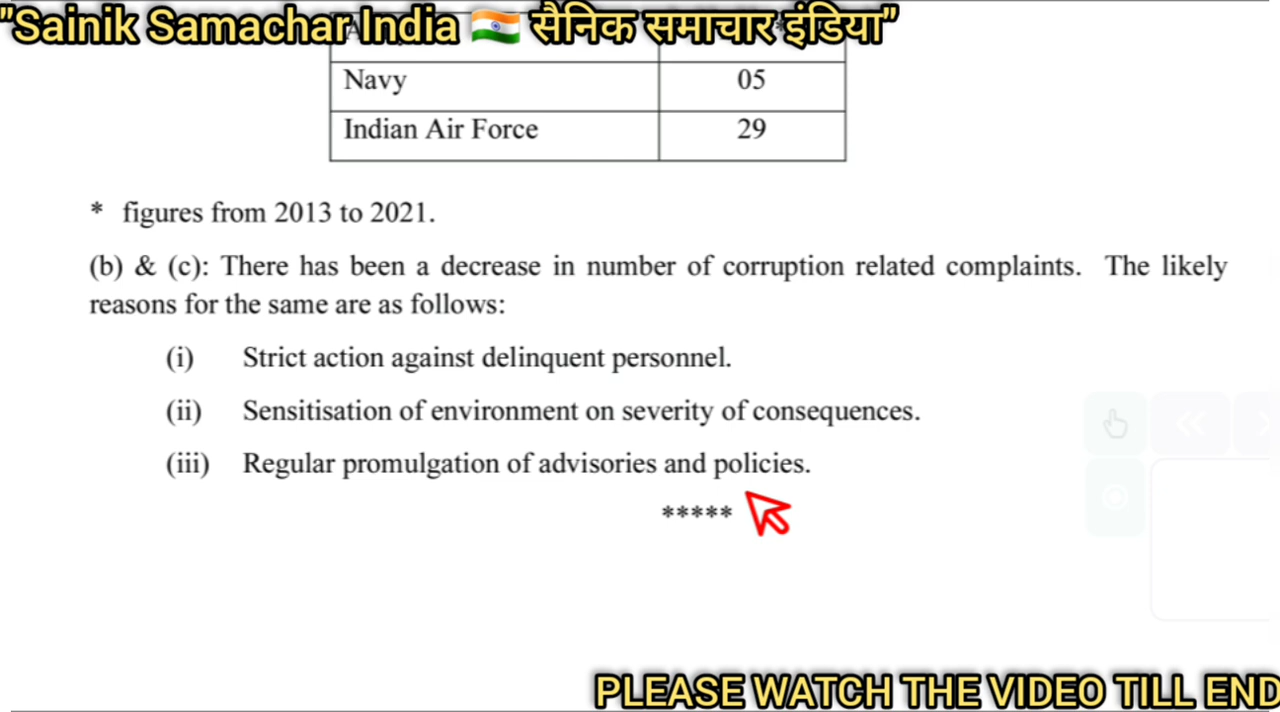 "Sainik Samachar India 🇮🇳 सैनिक समाचार इंडिया"
Navy 05
Indian Air Force 29
* figures from 2013 to 2021.
(b) & (c): There has been a decrease in number of corruption related complaints. The likely
reasons for the same are as follows:
(i) Strict action against delinquent personnel.
(ii) Sensitisation of environment on severity of consequences.
(iii) Regular promulgation of advisories and policies.
*****
PLEASE WATCH THE VIDEO TILL END